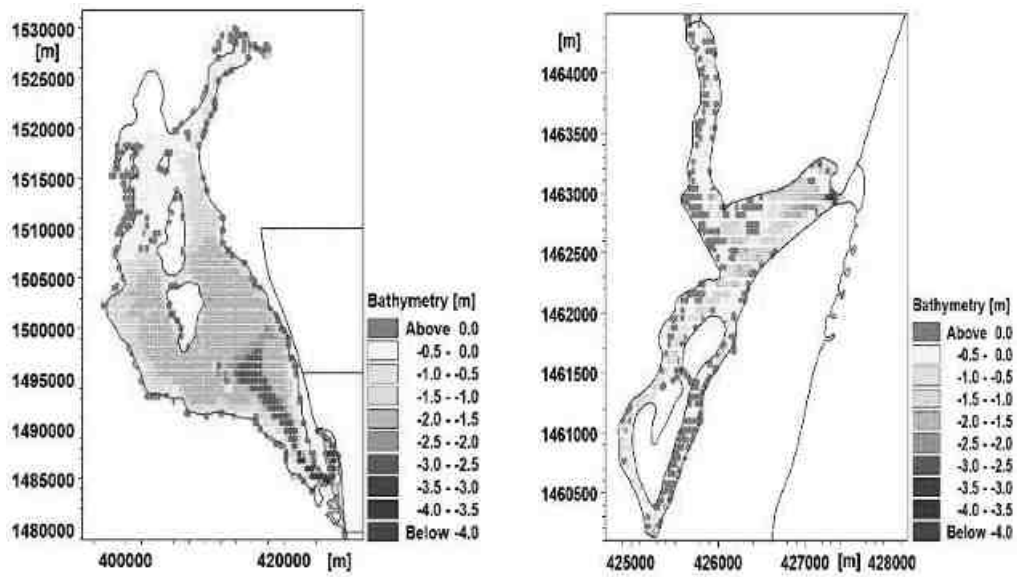 1530000
[m]
1525000
1520000
1515000
1510000
1505000
1500000
1495000
1490000
1485000
1480000
400000 420000 [m]
Bathymetry [m]
Above 0.0
-0.5 - 0.0
-1.0 - -0.5
-1.5 - -1.0
-2.0 - -1.5
-2.5 - -2.0
-3.0 - -2.5
-3.5 - -3.0
-4.0 - -3.5
Below -4.0
[m]
1464000
1463500
1463000
1462500
1462000
1461500
1461000
1460500
425000 426000 427000 [m] 428000
Bathymetry [m]
Above 0.0
-0.5 - 0.0
-1.0 - -0.5
-1.5 - -1.0
-2.0 - -1.5
-2.5 - -2.0
-3.0 - -2.5
-3.5 - -3.0
-4.0 - -3.5
Below -4.0